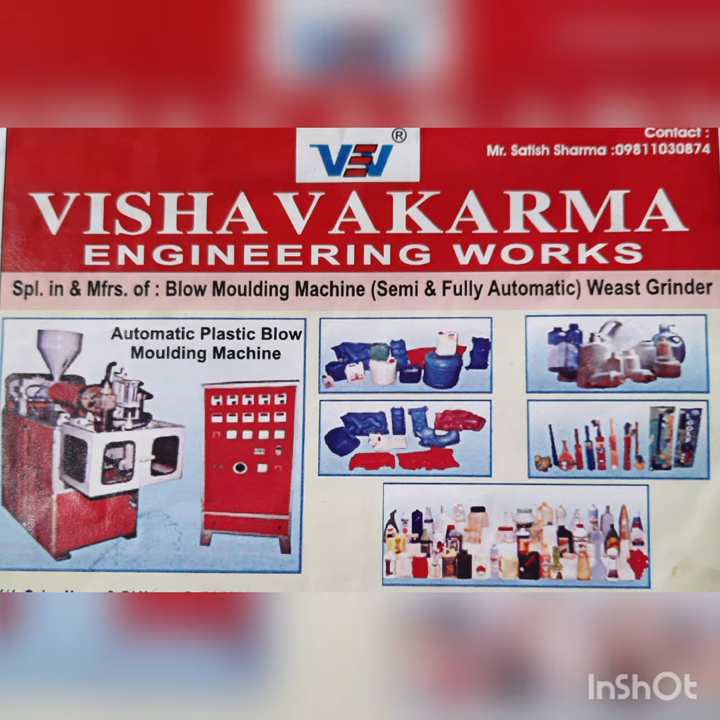 VEW ®
Contact :
Mr. Satish Sharma :09811030874
VISHAVAKARMA
ENGINEERING WORKS
Spl. in & Mfrs. of : Blow Moulding Machine (Semi & Fully Automatic) Weast Grinder
Automatic Plastic Blow
Moulding Machine
InShOt